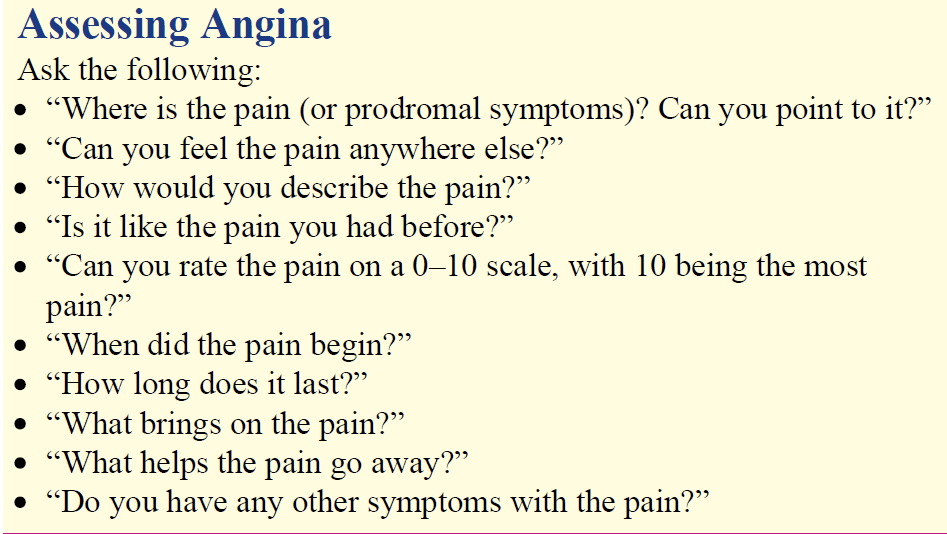 Assessing Angina
Ask the following:
• “Where is the pain (or prodromal symptoms)? Can you point to it?”
• “Can you feel the pain anywhere else?”
• “How would you describe the pain?”
• “Is it like the pain you had before?”
• “Can you rate the pain on a 0–10 scale, with 10 being the most
pain?”
• “When did the pain begin?”
• “How long does it last?”
• “What brings on the pain?”
• “What helps the pain go away?”
• “Do you have any other symptoms with the pain?”